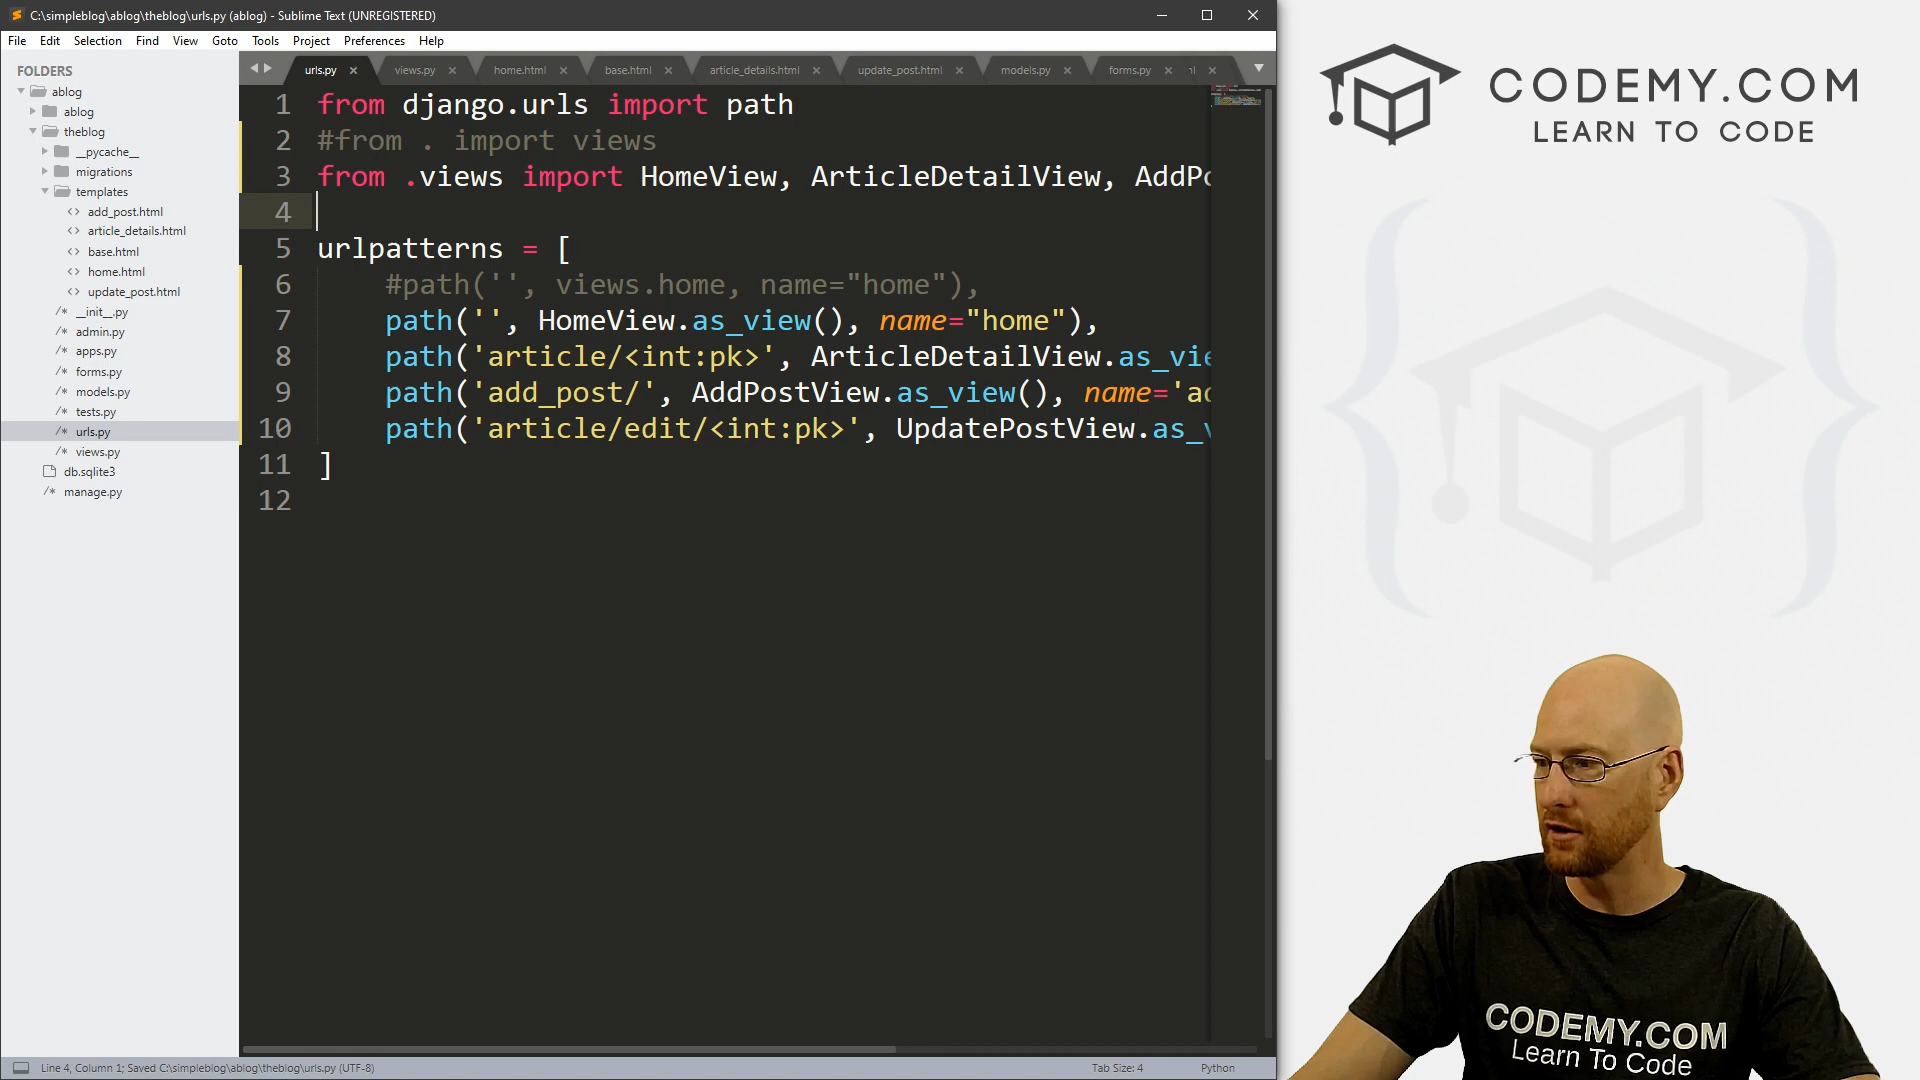 C:\simpleblog\ablog\theblog\urls.py (ablog) - Sublime Text (UNREGISTERED)
File Edit Selection Find View Goto Tools Project Preferences Help
FOLDERS
ablog
ablog
theblog
__pycache__
migrations
templates
<> add_post.html
<> article_details.html
<> base.html
<> home.html
<> update_post.html
/* __init__.py
/* admin.py
/* apps.py
/* forms.py
/* models.py
/* tests.py
/* urls.py
/* views.py
db.sqlite3
/* manage.py
urls.py views.py home.html base.html article_details.html update_post.html models.py forms.py
1 from django.urls import path
2 #from . import views
3 from .views import HomeView, ArticleDetailView, AddPo
4
5 urlpatterns = [
6 #path('', views.home, name="home"),
7 path('', HomeView.as_view(), name="home"),
8 path('article/<int:pk>', ArticleDetailView.as_vie
9 path('add_post/', AddPostView.as_view(), name='ad
10 path('article/edit/<int:pk>', UpdatePostView.as_v
11 ]
12
Line 4, Column 1; Saved C:\simpleblog\ablog\theblog\urls.py (UTF-8) Tab Size: 4 Python
CODEMY.COM
LEARN TO CODE
CODEMY.COM
Learn To Code